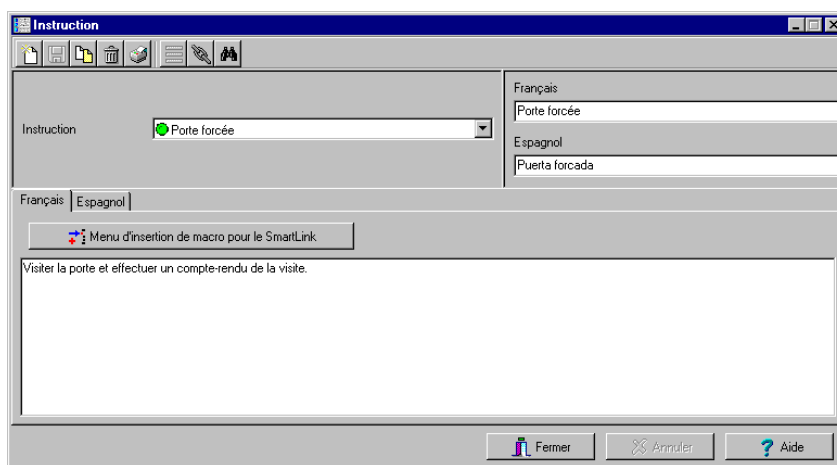 Instruction
Français
Porte forcée
Instruction
Porte forcée
Espagnol
Puerta forcada
Français
Espagnol
Menu d'insertion de macro pour le SmartLink
Visiter la porte et effectuer un compte-rendu de la visite.
Fermer
Annuler
Aide